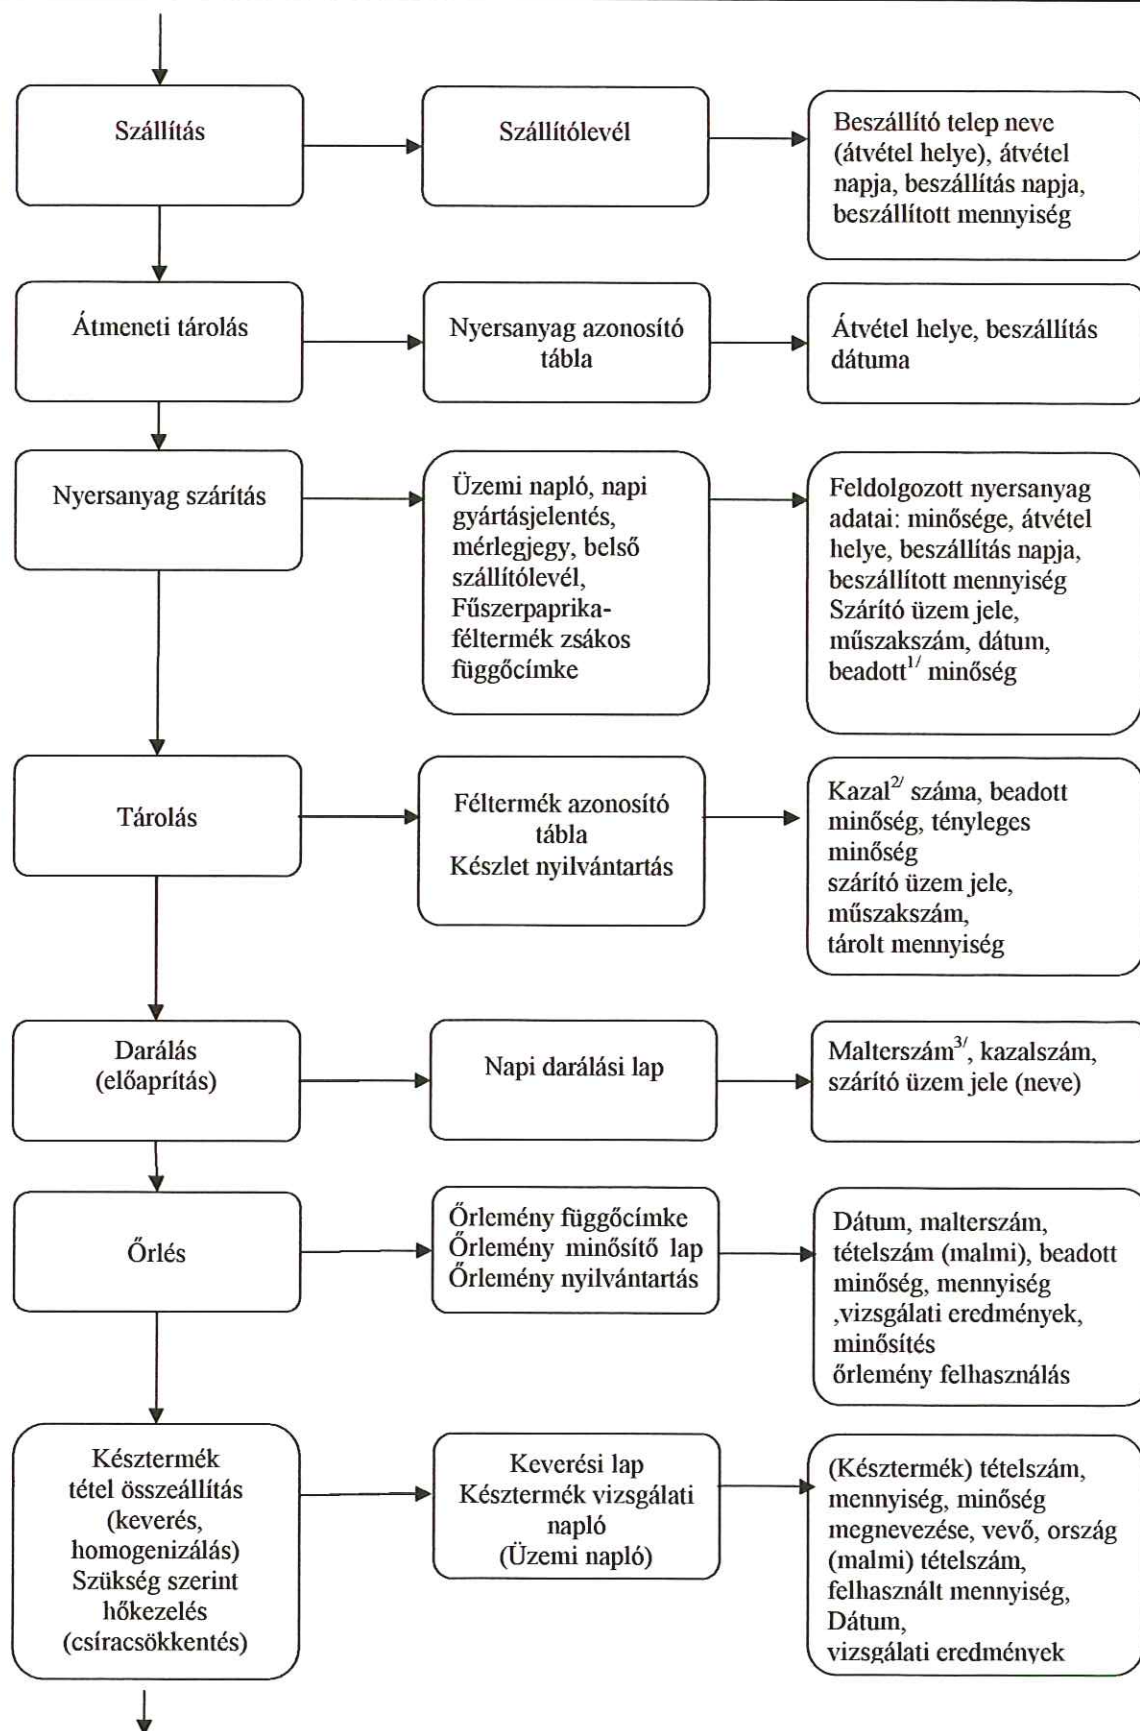 Szállítás
Szállítólevél
Beszállító telep neve
(átvétel helye), átvétel
napja, beszállítás napja,
beszállított mennyiség
Átmeneti tárolás
Nyersanyag azonosító
tábla
Átvétel helye, beszállítás
dátuma
Nyersanyag szárítás
Üzemi napló, napi
gyártásjelentés,
mérlegjegy, belső
szállítólevél,
Fűszerpaprika-
féltermék zsákos
függőcímke
Feldolgozott nyersanyag
adatai: minősége, átvétel
helye, beszállítás napja,
beszállított mennyiség
Szárító üzem jele,
műszakszám, dátum,
beadott1/ minőség
Tárolás
Féltermék azonosító
tábla
Készlet nyilvántartás
Kazal2/ száma, beadott
minőség, tényleges
minőség
szárító üzem jele,
műszakszám,
tárolt mennyiség
Darálás
(előaprítás)
Napi darálási lap
Malterszám3/, kazalszám,
szárító üzem jele (neve)
Őrlés
Őrlemény függőcímke
Őrlemény minősítő lap
Őrlemény nyilvántartás
Dátum, malterszám,
tételszám (malmi), beadott
minőség, mennyiség
,vizsgálati eredmények,
minősítés
őrlemény felhasználás
Késztermék
tétel összeállítás
(keverés,
homogenizálás)
Szükség szerint
hőkezelés
(csíracsökkentés)
Keverési lap
Késztermék vizsgálati
napló
(Üzemi napló)
(Késztermék) tételszám,
mennyiség, minőség
megnevezése, vevő, ország
(malmi) tételszám,
felhasznált mennyiség,
Dátum,
vizsgálati eredmények